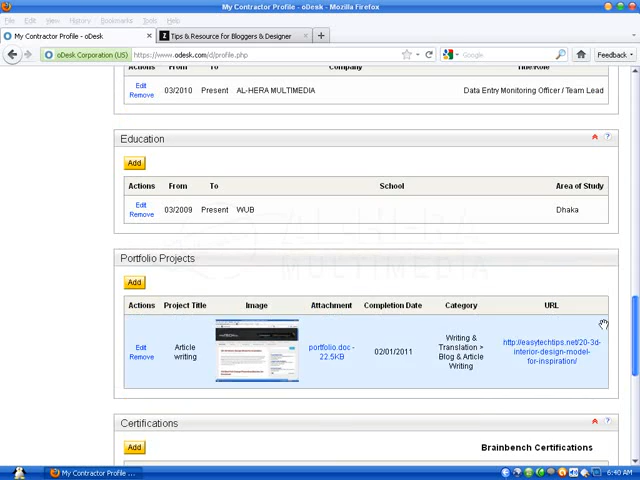 My Contractor Profile - oDesk - Mozilla Firefox
File Edit View History Bookmarks Tools Help
My Contractor Profile - oDesk
Z Tips & Resource for Bloggers & Designer
oDesk Corporation (US) https://www.odesk.com/d/profile.php Google Feedback
Actions From To Company Title/Role
Edit
Remove
03/2010 Present AL-HERA MULTIMEDIA Data Entry Monitoring Officer / Team Lead
Education
Add
Actions From To School Area of Study
Edit
Remove
03/2009 Present WUB Dhaka
AL-HERA
MULTIMEDIA
Portfolio Projects
Add
Actions Project Title Image Attachment Completion Date Category URL
Edit
Remove
Article
writing
portfolio.doc -
22.5KB
02/01/2011
Writing &
Translation >
Blog & Article
Writing
http://easytechtips.net/20-3d-
interior-design-model-
for-inspiration/
Certifications
Add
Brainbench Certifications
My Contractor Profile ...
6:40 AM